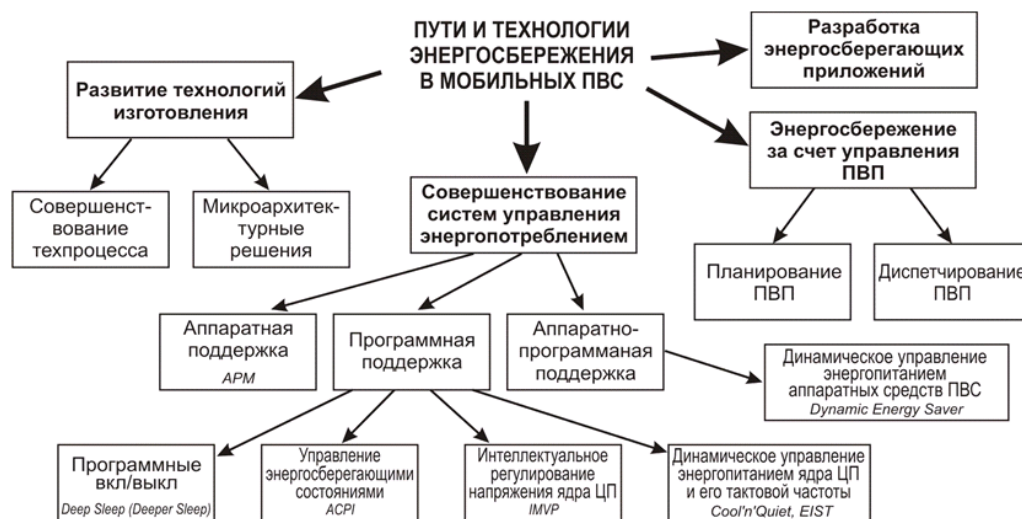 ПУТИ И ТЕХНОЛОГИИ
ЭНЕРГОСБЕРЕЖЕНИЯ
В МОБИЛЬНЫХ ПВС
Разработка
энергосберегающих
приложений
Развитие технологий
изготовления
Энергосбережение
за счет управления
ПВП
Совершенст-
вование
техпроцесса
Микроархитек-
турные
решения
Совершенствование
систем управления
энергопотреблением
Планирование
ПВП
Диспетчирование
ПВП
Аппаратная
поддержка
APM
Программная
поддержка
Аппаратно-
программаная
поддержка
Динамическое управление
энергопитанием
аппаратных средств ПВС
Dynamic Energy Saver
Программные
вкл/выкл
Deep Sleep (Deeper Sleep)
Управление
энергосберегающими
состояниями
ACPI
Интеллектуальное
регулирование
напряжения ядра ЦП
IMVP
Динамическое управление
энергопитанием ядра ЦП
и его тактовой частоты
Cool'n'Quiet, EIST